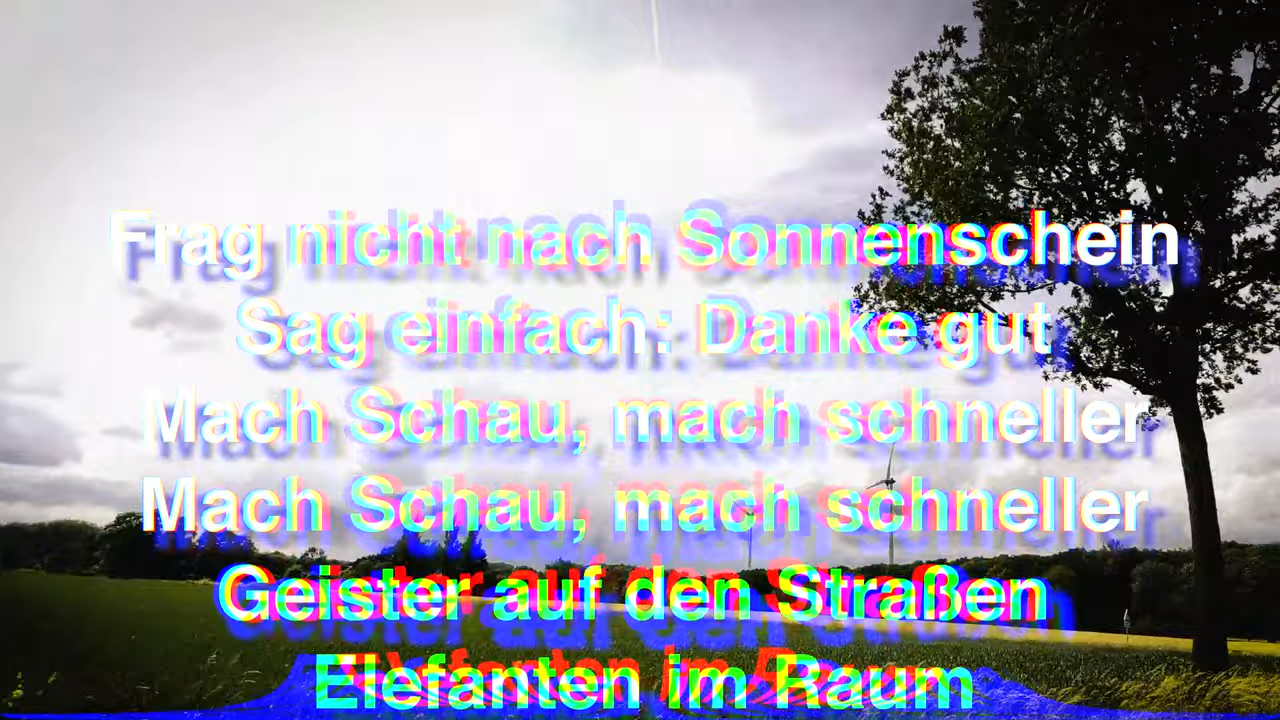 Frag nicht nach Sonnenschein
Sag einfach: Danke gut
Mach Schau, mach schneller
Mach Schau, mach schneller
Geister auf den Straßen
Elefanten im Raum